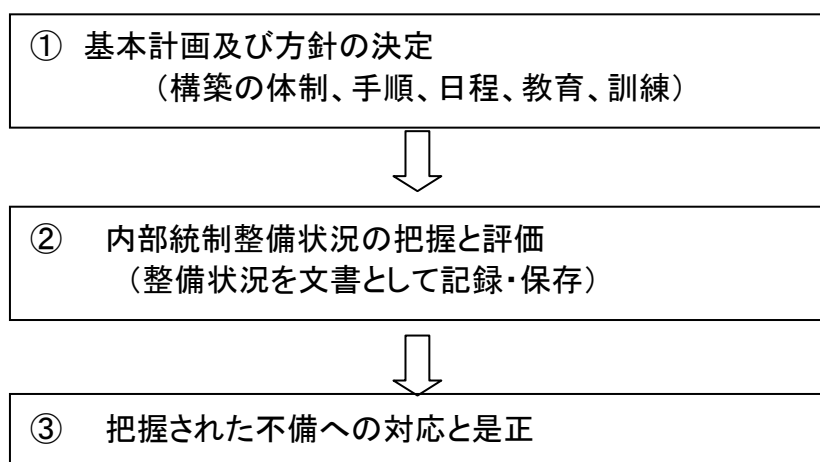 ① 基本計画及び方針の決定
（構築の体制、手順、日程、教育、訓練）
② 内部統制整備状況の把握と評価
（整備状況を文書として記録・保存）
③ 把握された不備への対応と是正